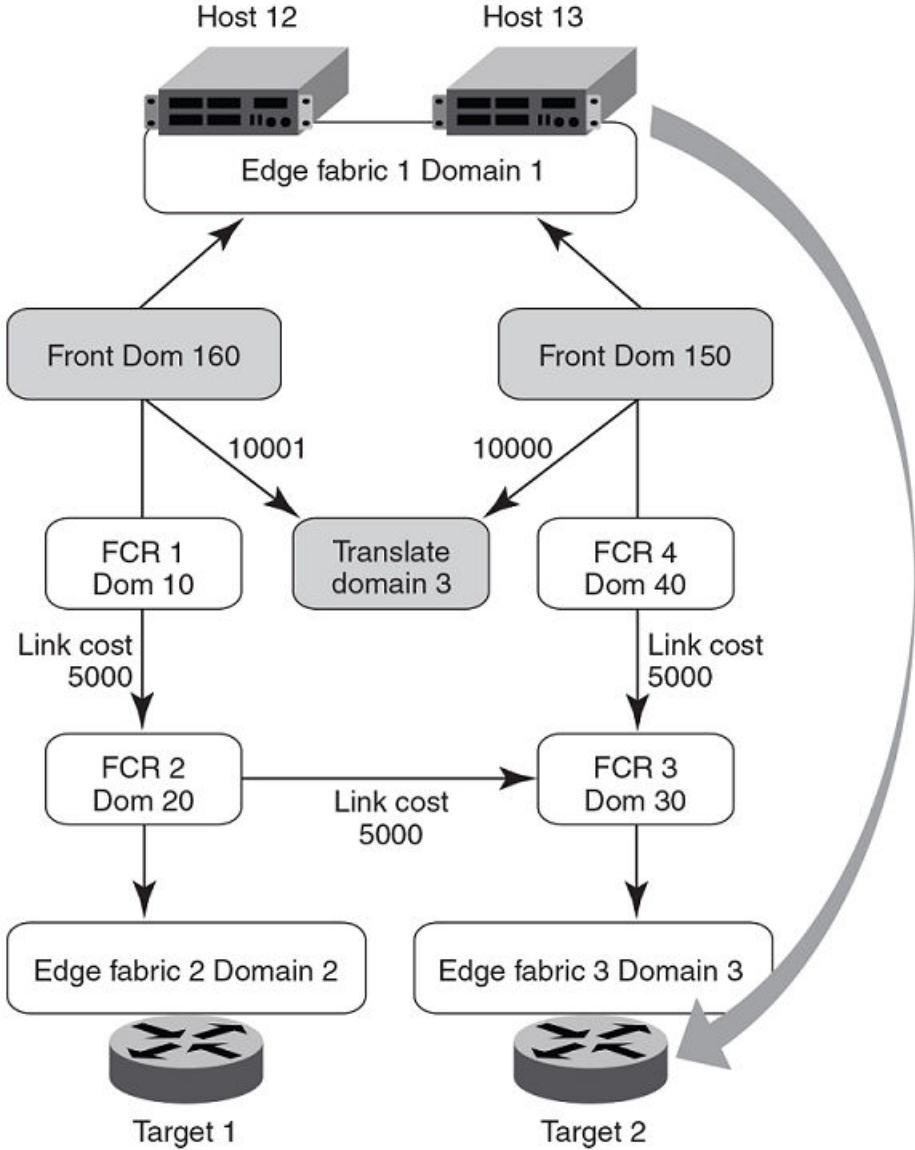 Host 12
Host 13
Edge fabric 1 Domain 1
Front Dom 160
Front Dom 150
10001
10000
FCR 1
Dom 10
Translate
domain 3
FCR 4
Dom 40
Link cost
5000
Link cost
5000
FCR 2
Dom 20
Link cost
5000
FCR 3
Dom 30
Edge fabric 2 Domain 2
Edge fabric 3 Domain 3
Target 1
Target 2